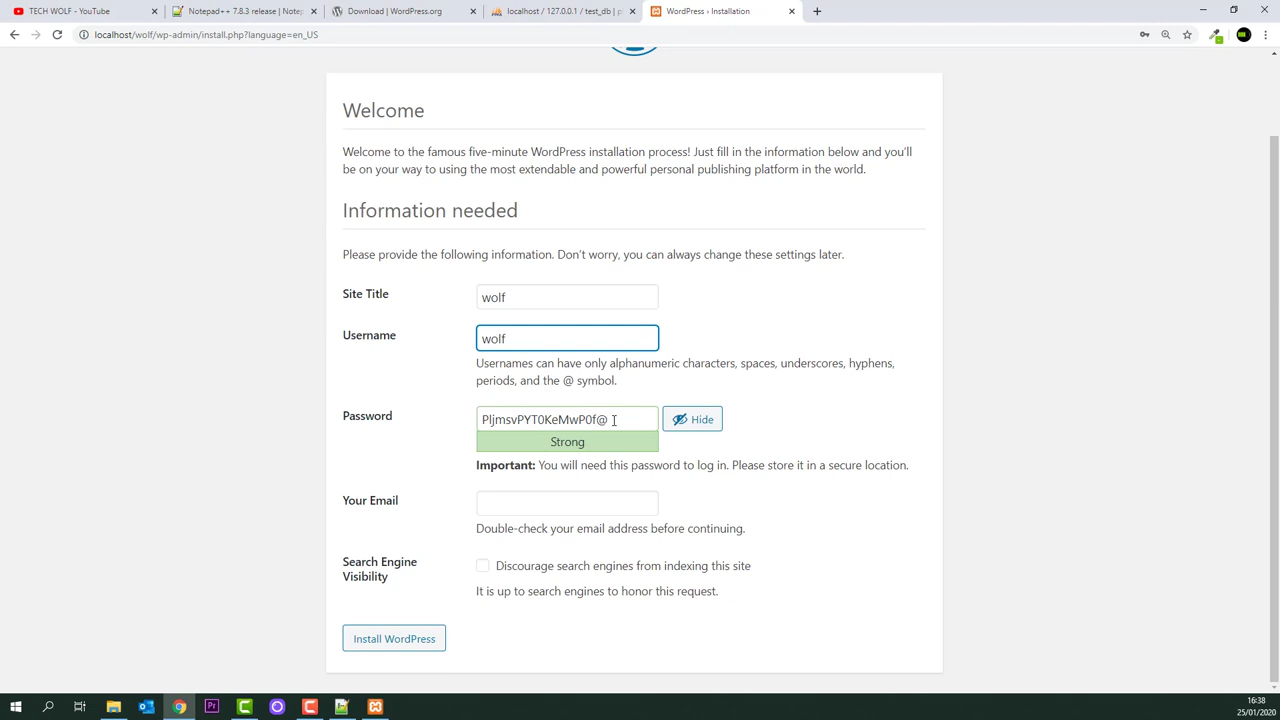 TECH WOLF - YouTube
Notepad++ 7.8.3 release | Notep
Download | WordPress.org
localhost / 127.0.0.1 / test_db | p
WordPress › Installation
localhost/wolf/wp-admin/install.php?language=en_US
Welcome
Welcome to the famous five-minute WordPress installation process! Just fill in the information below and you'll
be on your way to using the most extendable and powerful personal publishing platform in the world.
Information needed
Please provide the following information. Don't worry, you can always change these settings later.
Site Title
wolf
Username
wolf
Usernames can have only alphanumeric characters, spaces, underscores, hyphens,
periods, and the @ symbol.
Password
PljmsvPYT0KeMwP0f@
Hide
Strong
Important: You will need this password to log in. Please store it in a secure location.
Your Email
Double-check your email address before continuing.
Search Engine
Visibility
Discourage search engines from indexing this site
It is up to search engines to honor this request.
Install WordPress
16:38
25/01/2020